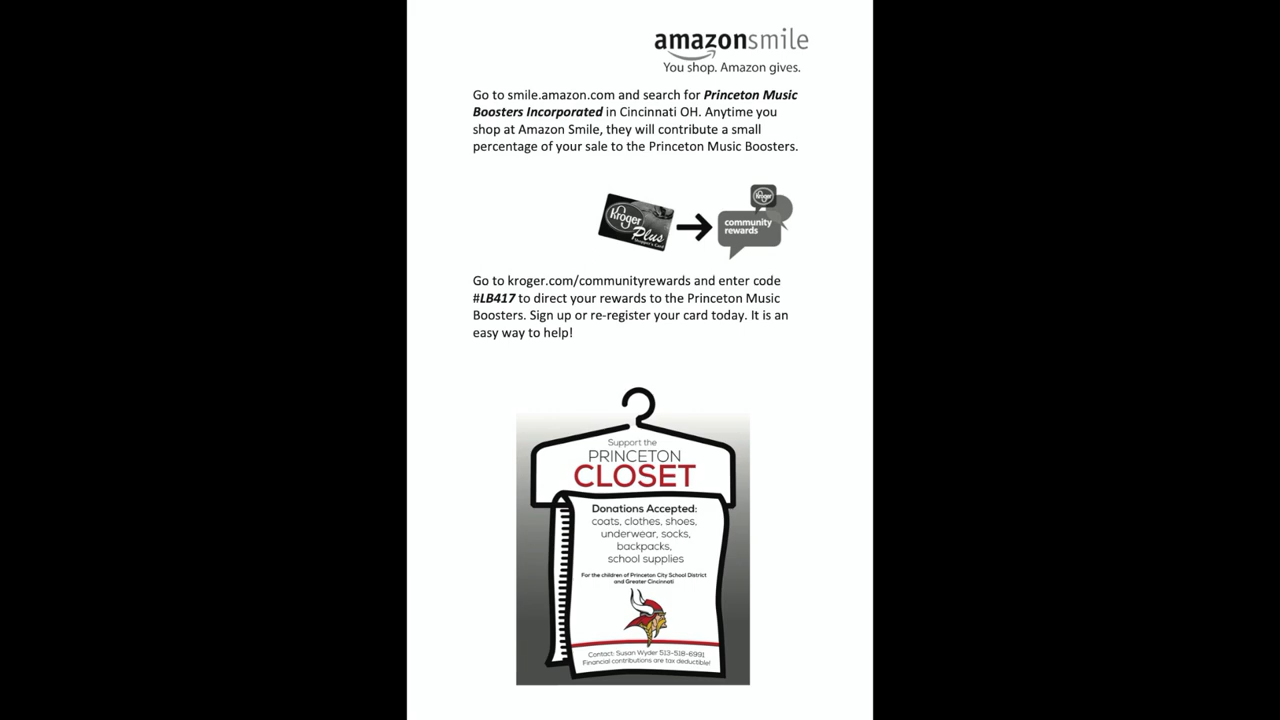 amazonsmile
You shop. Amazon gives.
Go to smile.amazon.com and search for Princeton Music
Boosters Incorporated in Cincinnati OH. Anytime you
shop at Amazon Smile, they will contribute a small
percentage of your sale to the Princeton Music Boosters.
Kroger
Plus
Shopper's Card
Kroger
community
rewards
Go to kroger.com/communityrewards and enter code
#LB417 to direct your rewards to the Princeton Music
Boosters. Sign up or re-register your card today. It is an
easy way to help!
Support the
PRINCETON
CLOSET
Donations Accepted:
coats, clothes, shoes,
underwear, socks,
backpacks,
school supplies
For the children of Princeton City School District
and Greater Cincinnati
Contact: Susan Wyder 513-518-6991
Financial contributions are tax deductible!